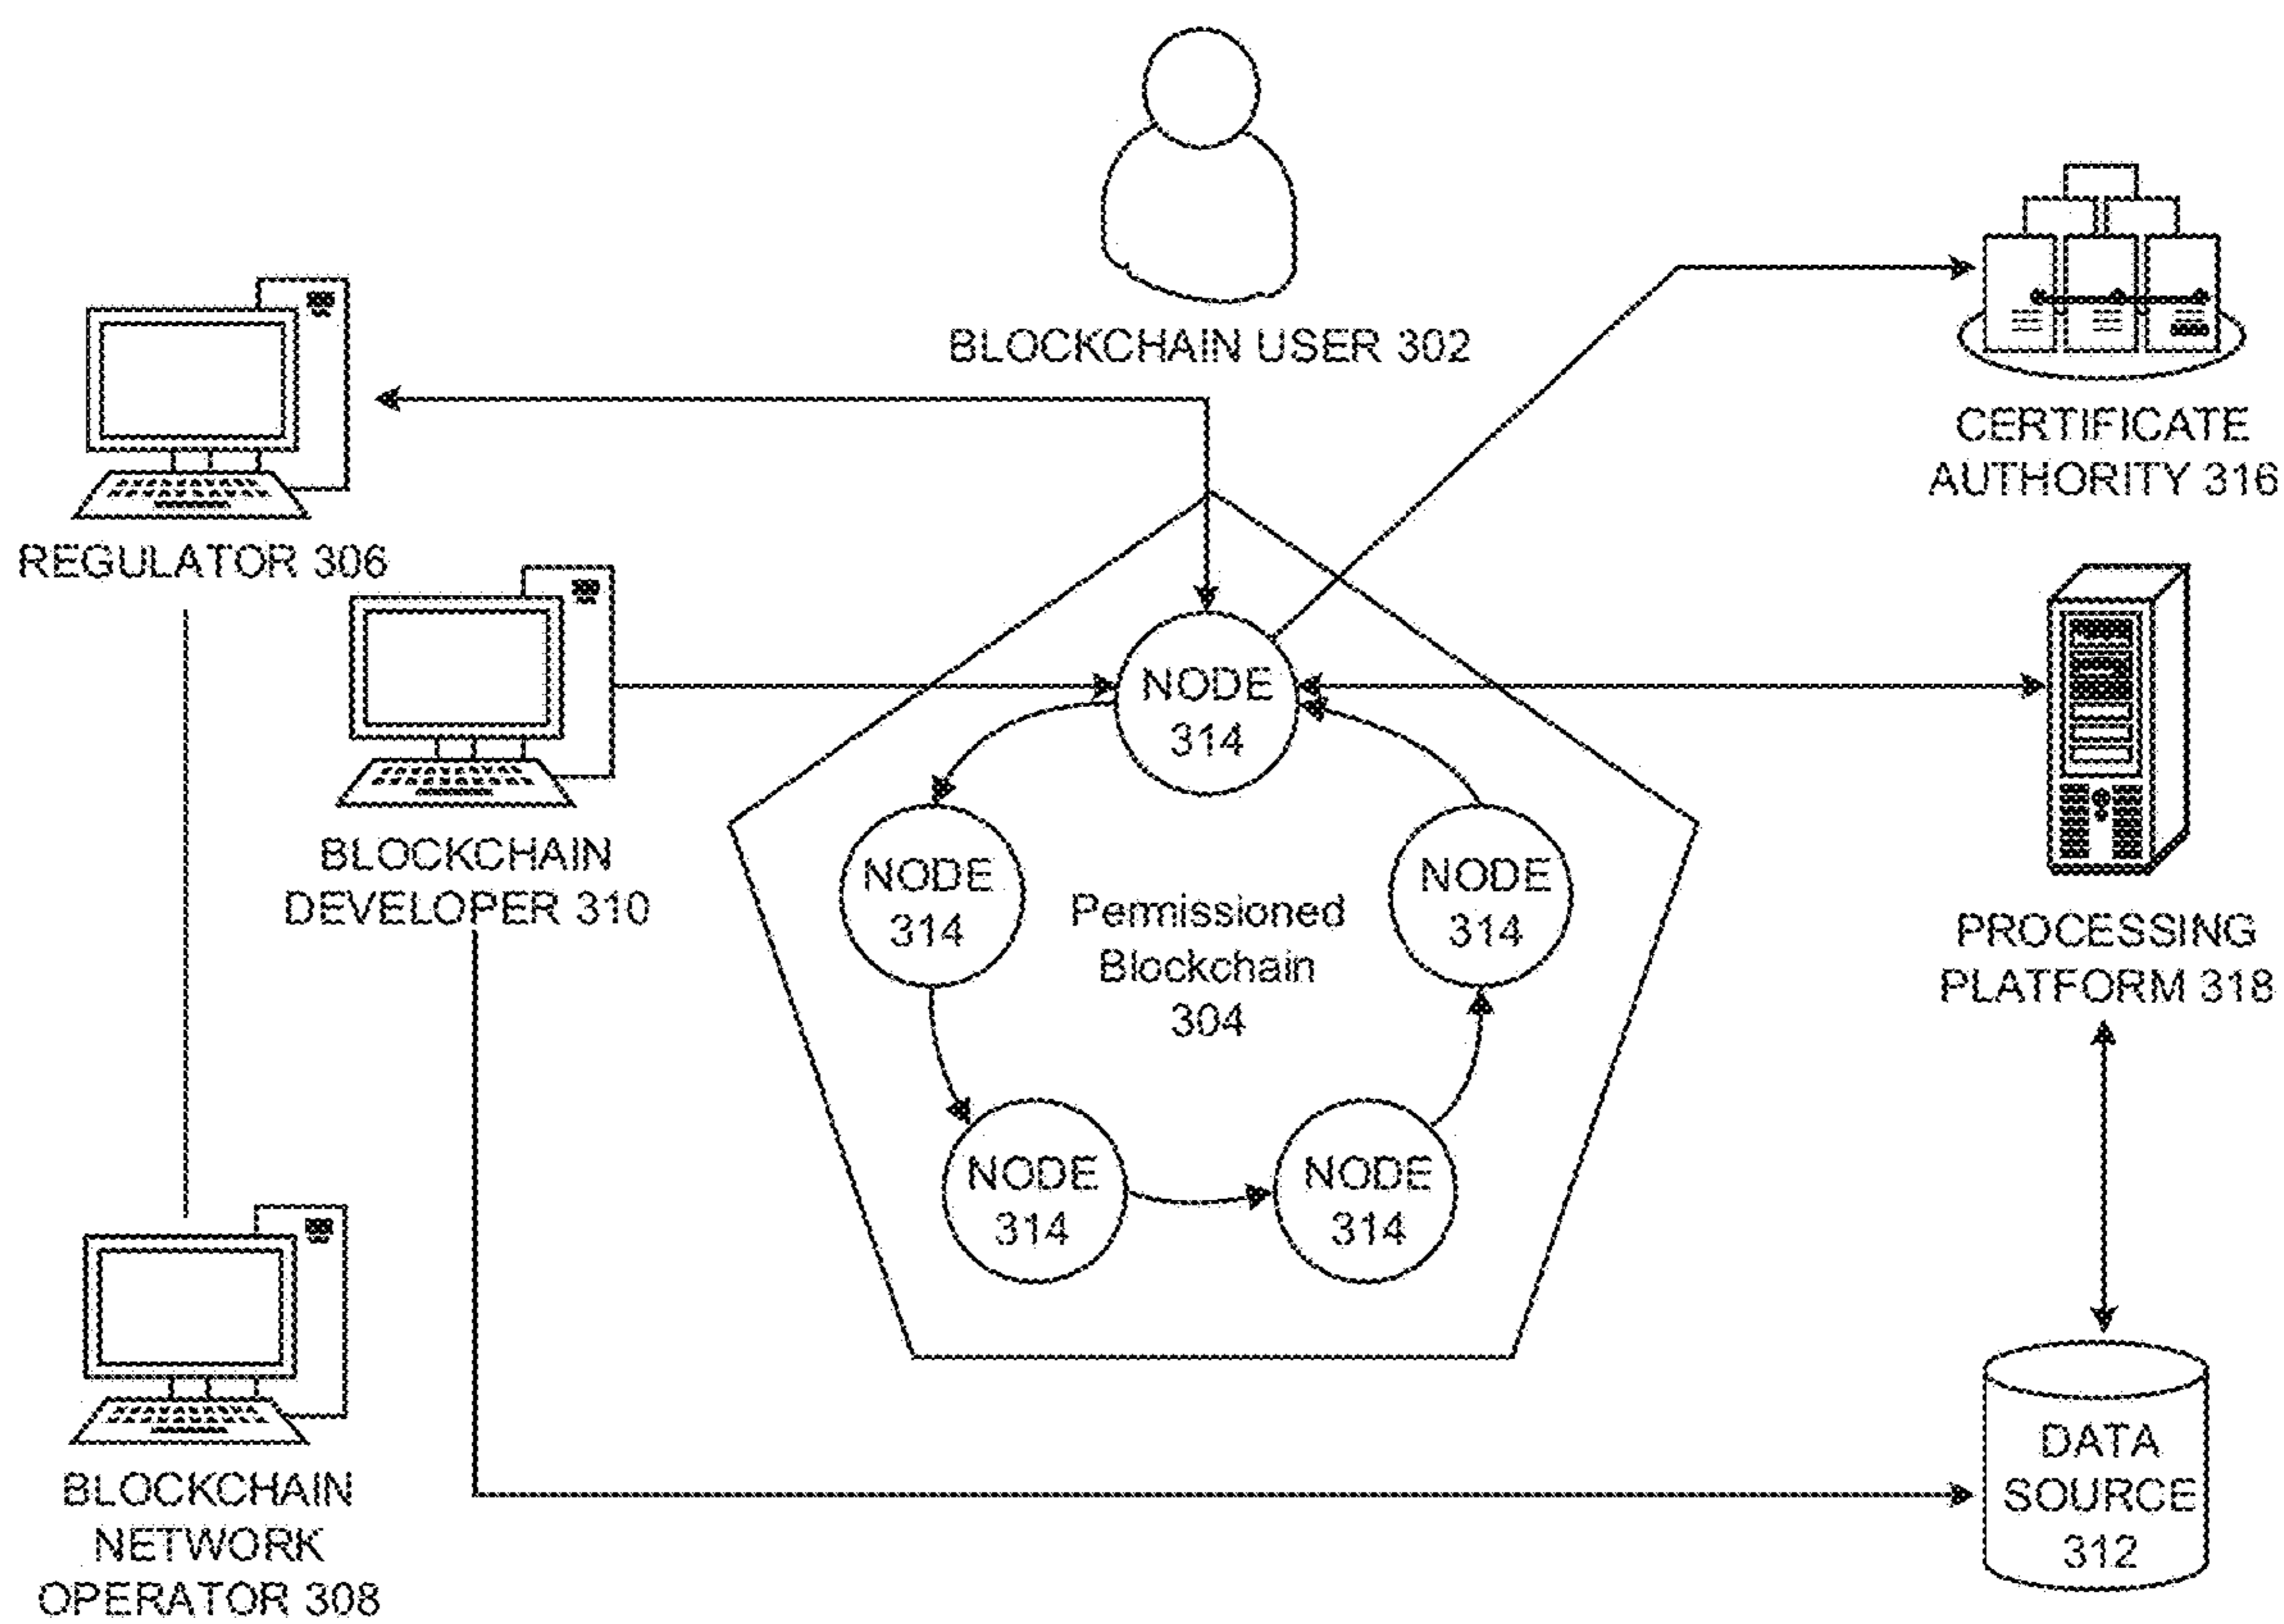 BLOCKCHAIN USER 302
CERTIFICATE
AUTHORITY 316
REGULATOR 306
BLOCKCHAIN
DEVELOPER 310
NODE
314
NODE
314
Permissioned
Blockchain
304
NODE
314
PROCESSING
PLATFORM 318
NODE
314
NODE
314
BLOCKCHAIN
NETWORK
OPERATOR 308
DATA
SOURCE
312